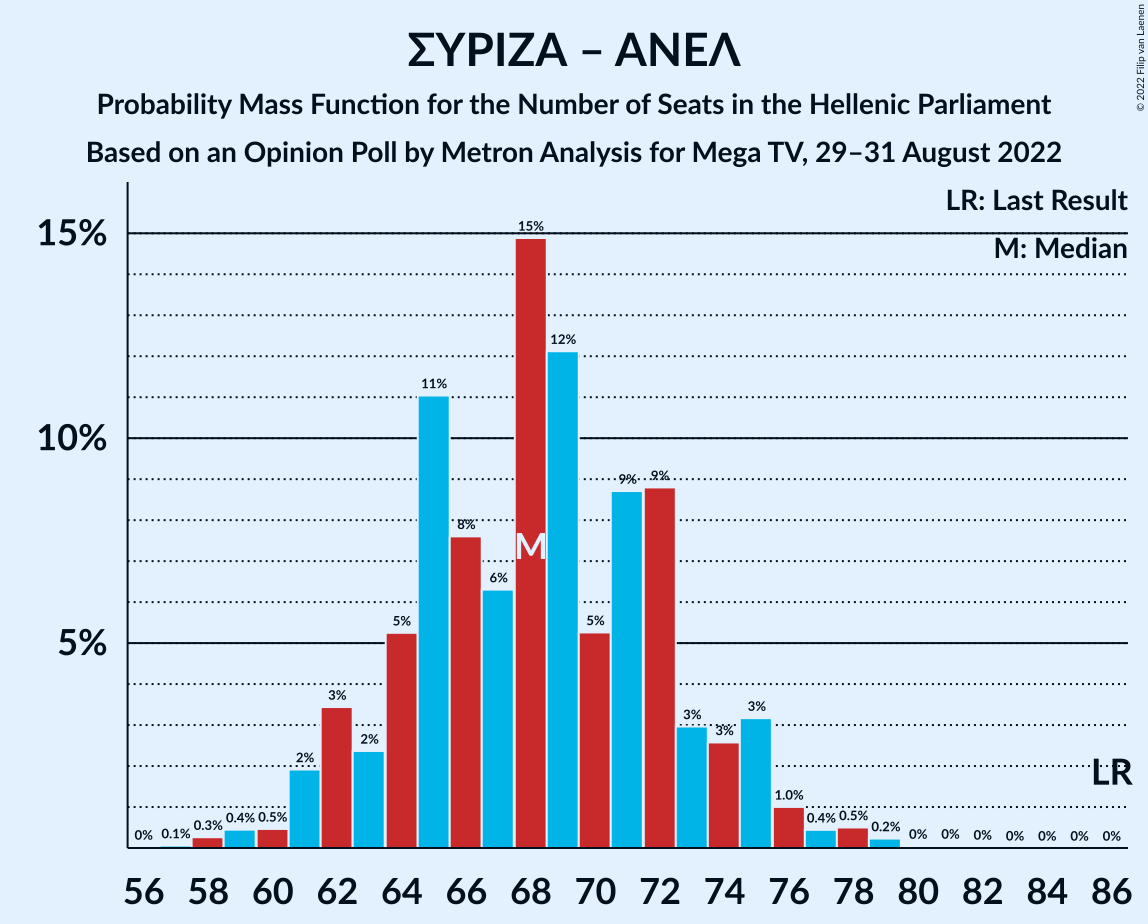 ΣΥΡΙΖΑ – ΑΝΕΛ
Probability Mass Function for the Number of Seats in the Hellenic Parliament
Based on an Opinion Poll by Metron Analysis for Mega TV, 29–31 August 2022
© 2022 Filip van Laenen
LR: Last Result
M: Median
15%
10%
5%
0% 0.1% 0.3% 0.4% 0.5% 2% 3% 2% 5% 11% 8% 6% 15% 12% 5% 9% 9% 3% 3% 3% 1.0% 0.4% 0.5% 0.2% 0% 0% 0% 0% 0% 0% 0%
M
LR
56 58 60 62 64 66 68 70 72 74 76 78 80 82 84 86